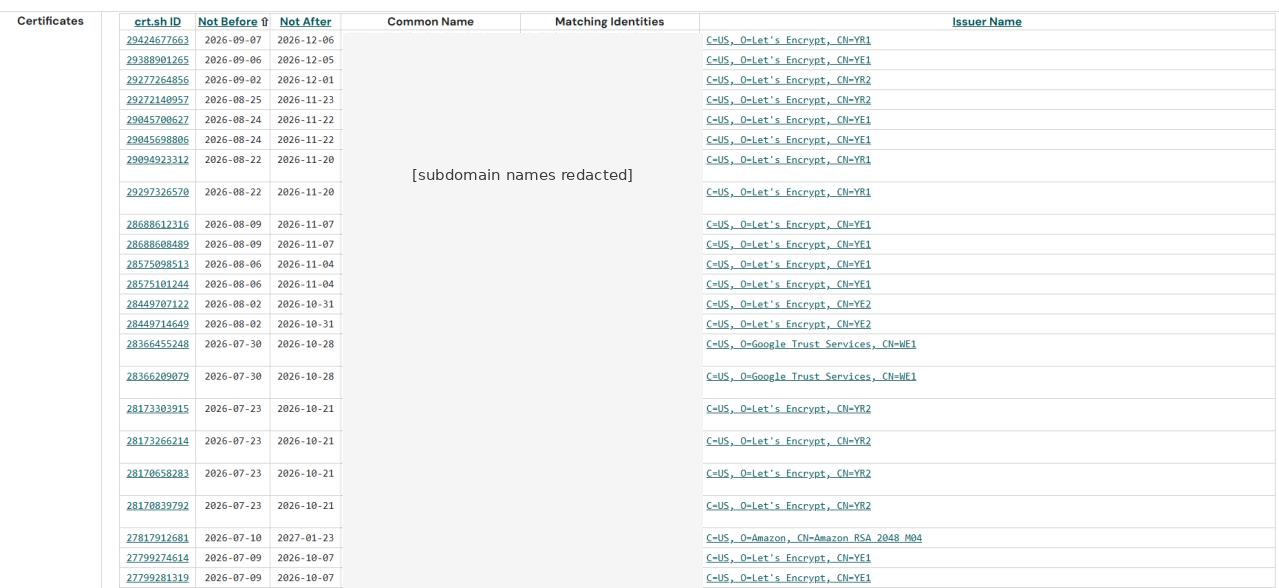 Certificates crt.sh ID Not Before ⇧ Not After Common Name Matching Identities Issuer Name
29424677663 2026-09-07 2026-12-06 C=US, O=Let's Encrypt, CN=YR1
29388901265 2026-09-06 2026-12-05 C=US, O=Let's Encrypt, CN=YE1
29277264856 2026-09-02 2026-12-01 C=US, O=Let's Encrypt, CN=YR2
29272140957 2026-08-25 2026-11-23 C=US, O=Let's Encrypt, CN=YR2
29045700627 2026-08-24 2026-11-22 C=US, O=Let's Encrypt, CN=YE1
29045698806 2026-08-24 2026-11-22 C=US, O=Let's Encrypt, CN=YE1
29094923312 2026-08-22 2026-11-20 C=US, O=Let's Encrypt, CN=YR1
[subdomain names redacted]
29297326570 2026-08-22 2026-11-20 C=US, O=Let's Encrypt, CN=YR1
28688612316 2026-08-09 2026-11-07 C=US, O=Let's Encrypt, CN=YE1
28688608489 2026-08-09 2026-11-07 C=US, O=Let's Encrypt, CN=YE1
28575098513 2026-08-06 2026-11-04 C=US, O=Let's Encrypt, CN=YE1
28575101244 2026-08-06 2026-11-04 C=US, O=Let's Encrypt, CN=YE1
28449707122 2026-08-02 2026-10-31 C=US, O=Let's Encrypt, CN=YE2
28449714649 2026-08-02 2026-10-31 C=US, O=Let's Encrypt, CN=YE2
28366455248 2026-07-30 2026-10-28 C=US, O=Google Trust Services, CN=WE1
28366209079 2026-07-30 2026-10-28 C=US, O=Google Trust Services, CN=WE1
28173303915 2026-07-23 2026-10-21 C=US, O=Let's Encrypt, CN=YR2
28173266214 2026-07-23 2026-10-21 C=US, O=Let's Encrypt, CN=YR2
28170658283 2026-07-23 2026-10-21 C=US, O=Let's Encrypt, CN=YR2
28170839792 2026-07-23 2026-10-21 C=US, O=Let's Encrypt, CN=YR2
27817912681 2026-07-10 2027-01-23 C=US, O=Amazon, CN=Amazon RSA 2048 M04
27799274614 2026-07-09 2026-10-07 C=US, O=Let's Encrypt, CN=YE1
27799281319 2026-07-09 2026-10-07 C=US, O=Let's Encrypt, CN=YE1